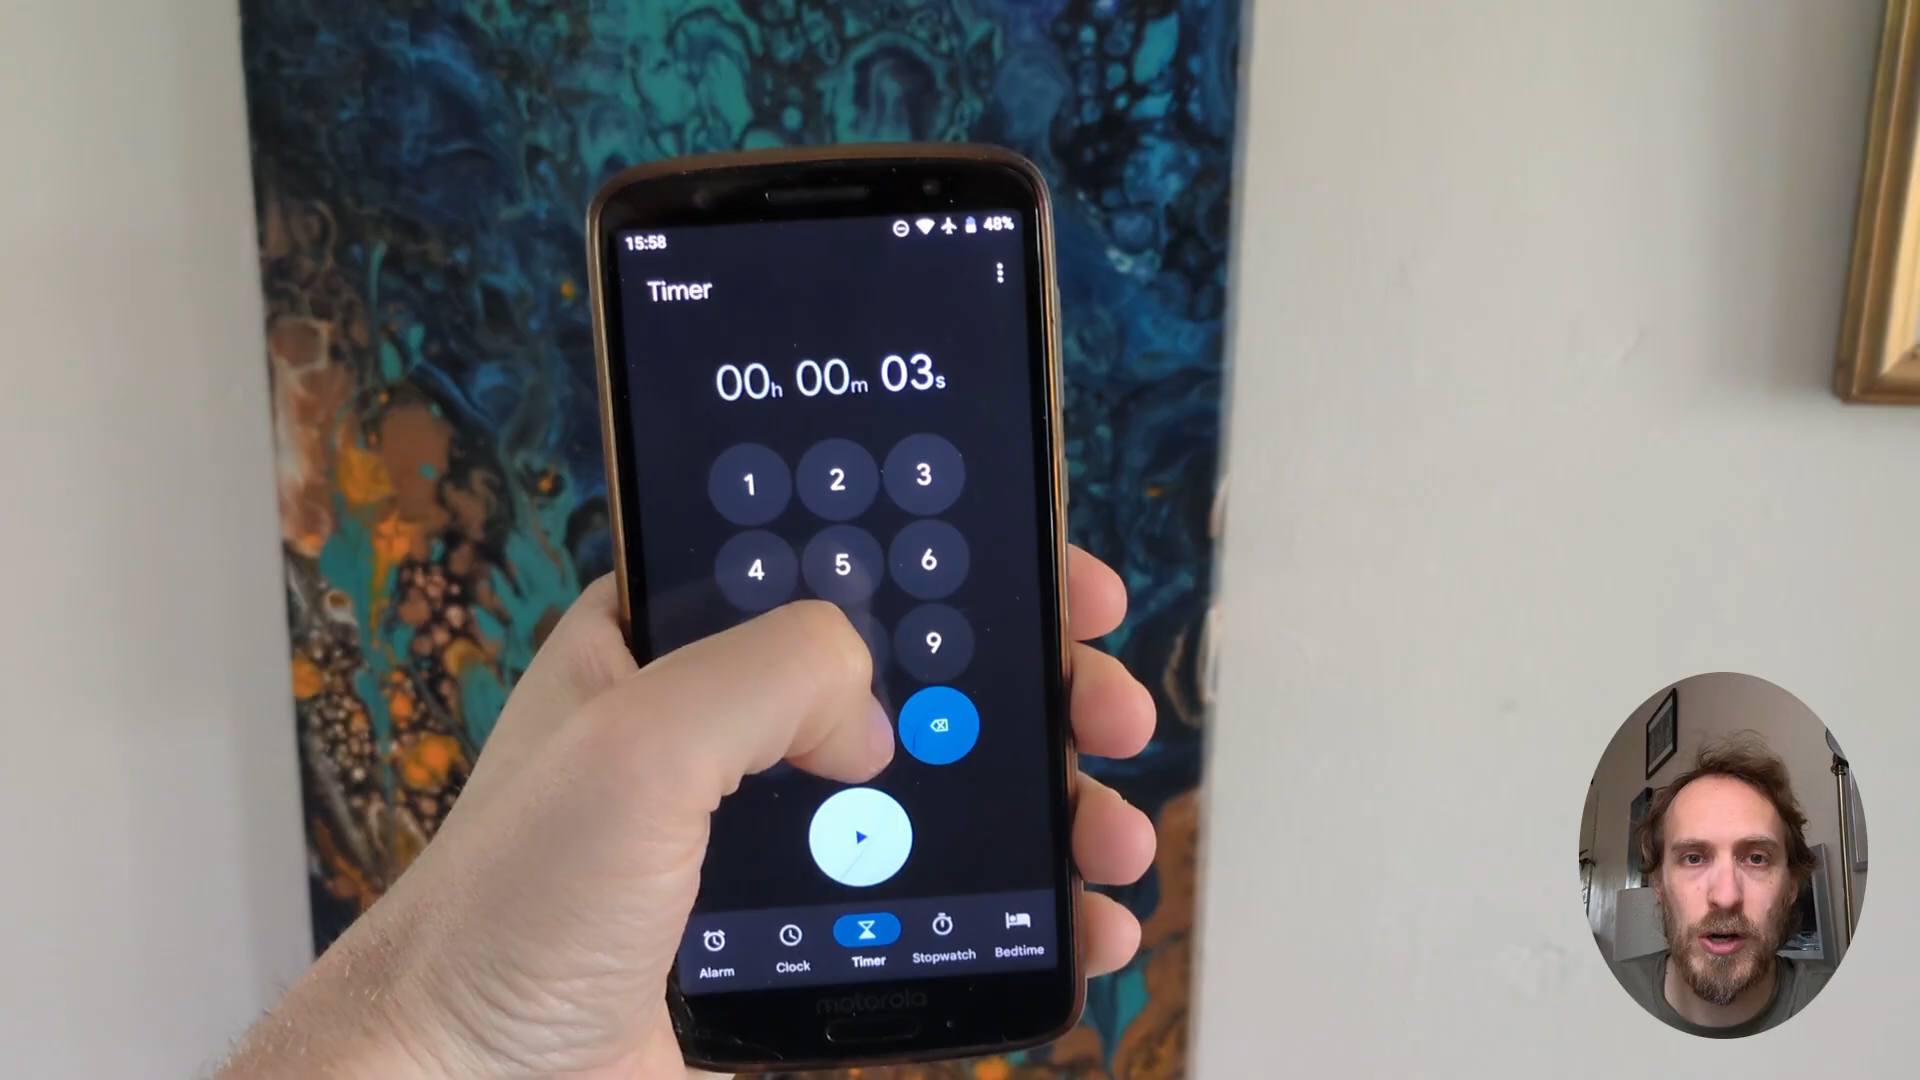 15:58 48%
Timer
00h 00m 03s
1 2 3
4 5 6
9
Alarm Clock Timer Stopwatch Bedtime
motorola